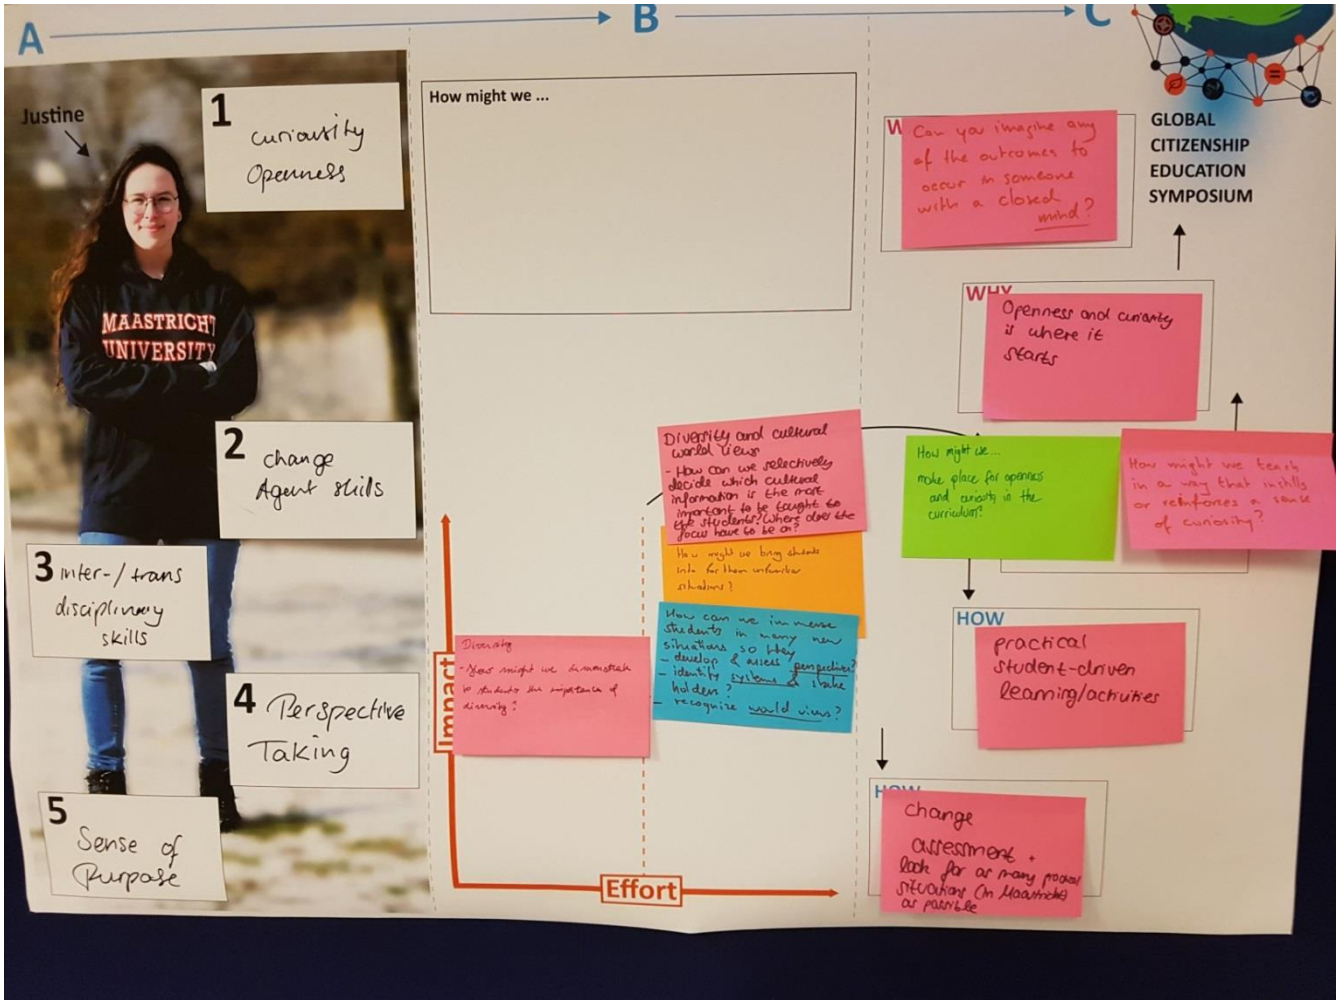 A
B
C
Justine
1
curiousity
Openness
MAASTRICHT
UNIVERSITY
2
change
Agent skills
3
inter-/trans
disciplinary
skills
4
Perspective
Taking
5
Sense of
Purpose
How might we ...
Diversity and cultural
world views
- How can we selectively
decide which cultural
information is the most
important to be taught to
the students? Where does the
focus have to be on?
How might we bring students
into for them unfamiliar
situations?
How can we immerse
students in many new
situations so they
- develop & assess perspectives?
- identify systems & stake
holders?
- recognize world views?
Diversity
- How might we demonstrate
to students the importance of
diversity?
Impact
Effort
GLOBAL
CITIZENSHIP
EDUCATION
SYMPOSIUM
W
Can you imagine any
of the outcomes to
occur in someone
with a closed
mind?
WHY
Openness and curiosity
is where it
starts
How might we...
make place for openness
and curiosity in the
curriculum?
How might we teach
in a way that instills
or reinforces a sense
of curiosity?
HOW
practical
student-driven
learning/activities
HOW
change
assessment +
look for as many practical
situations (in Maastricht)
as possible